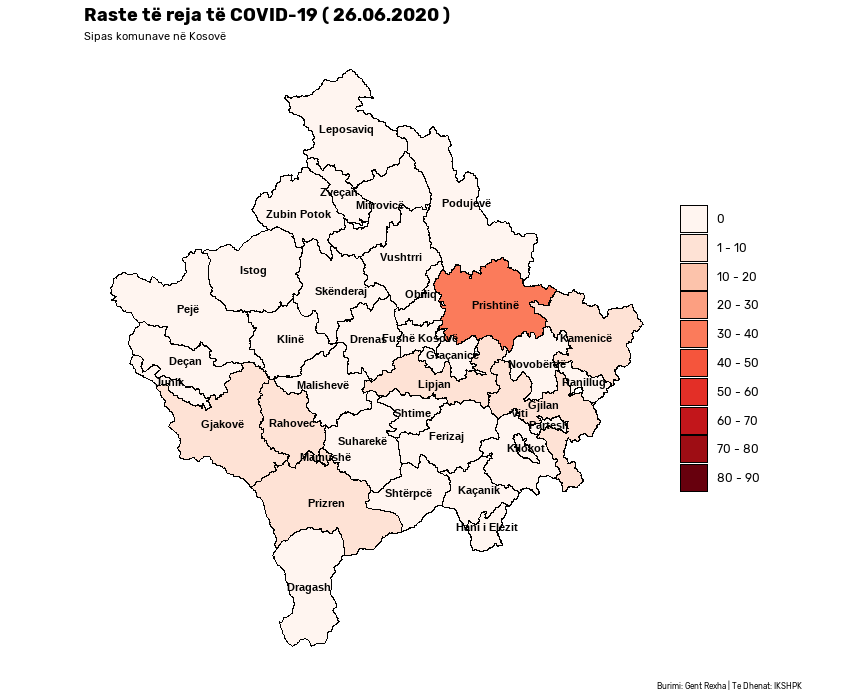 Raste të reja të COVID-19 ( 26.06.2020 )
Sipas komunave në Kosovë
Leposaviq
Zveçan
Mitrovicë
Podujevë
Zubin Potok
Vushtrri
Istog
Skënderaj
Obiliq
Prishtinë
Pejë
Klinë
Drenas
Fushë Kosovë
Kamenicë
Graçanicë
Deçan
Novobërdë
Junik
Malishevë
Lipjan
Ranillug
Gjilan
Shtime
Viti
Gjakovë
Rahovec
Partesh
Ferizaj
Suharekë
Kllokot
Mamushë
Shtërpcë
Kaçanik
Prizren
Hani i Elezit
Dragash
0
1 - 10
10 - 20
20 - 30
30 - 40
40 - 50
50 - 60
60 - 70
70 - 80
80 - 90
Burimi: Gent Rexha | Te Dhenat: IKSHPK